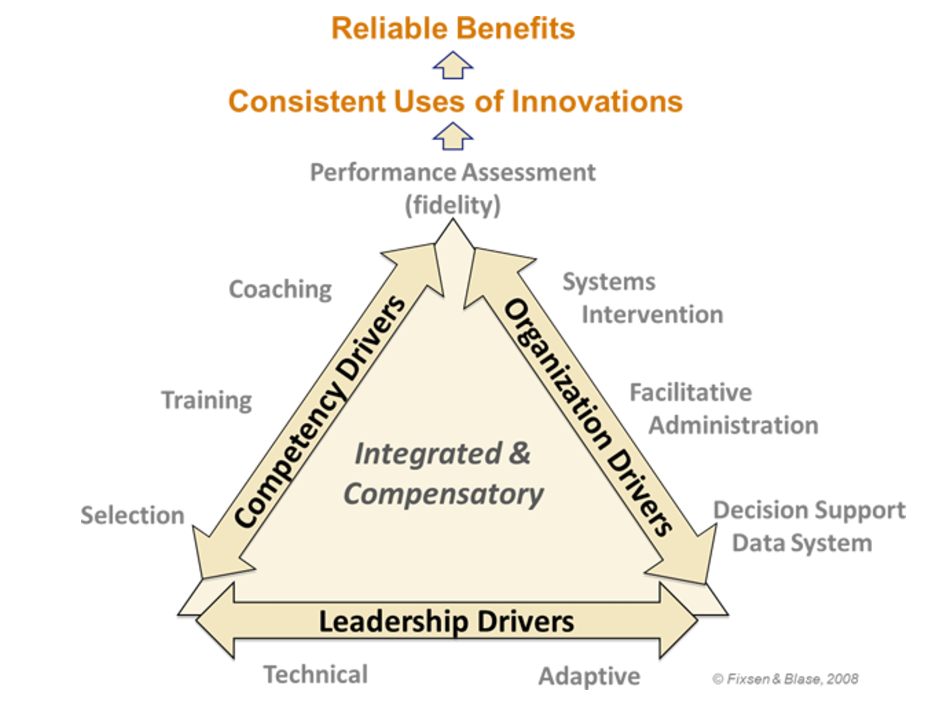 Reliable Benefits
Consistent Uses of Innovations
Performance Assessment
(fidelity)
Coaching
Training
Selection
Competency Drivers
Systems
Intervention
Facilitative
Administration
Decision Support
Data System
Organization Drivers
Integrated &
Compensatory
Leadership Drivers
Technical
Adaptive
© Fixsen & Blase, 2008